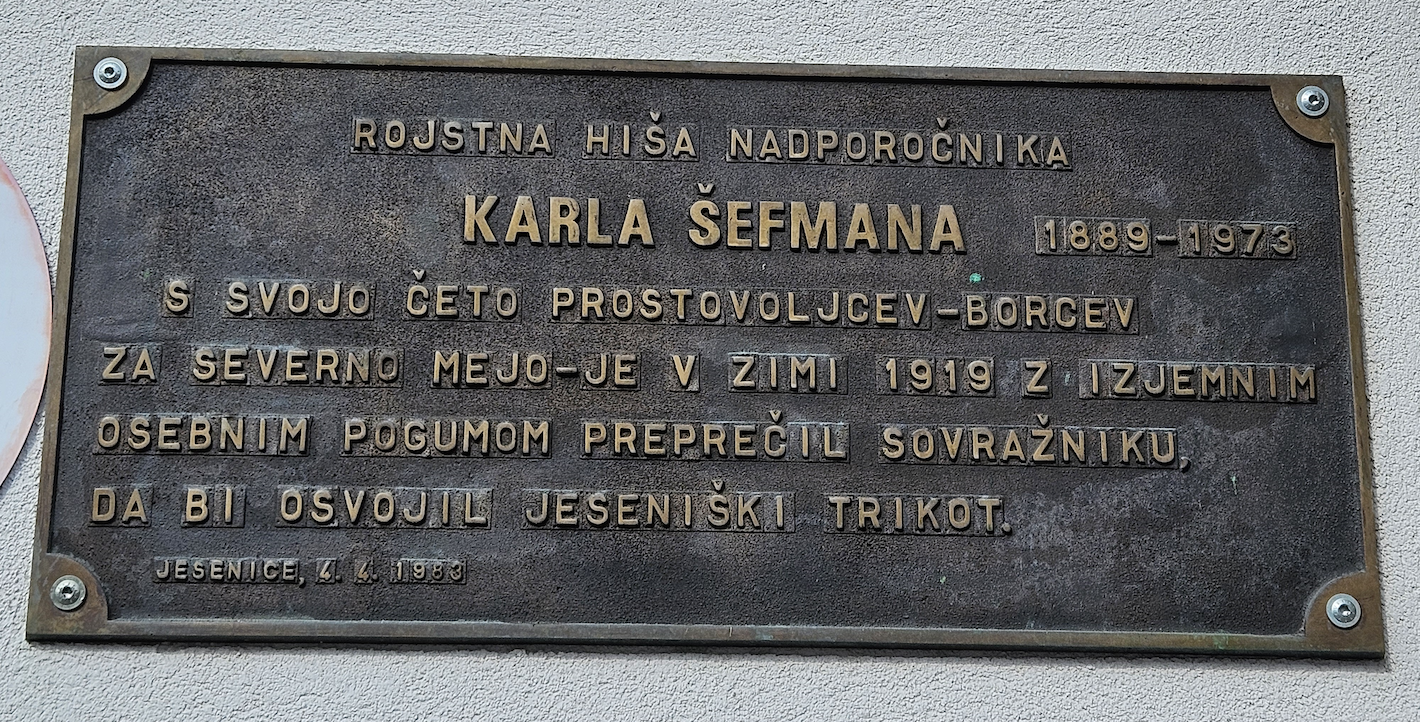 ROJSTNA HIŠA NADPOROČNIKA
KARLA ŠEFMANA 1889-1973
S SVOJO ČETO PROSTOVOLJCEV-BORCEV
ZA SEVERNO MEJO-JE V ZIMI 1919 Z IZJEMNIM
OSEBNIM POGUMOM PREPREČIL SOVRAŽNIKU,
DA BI OSVOJIL JESENIŠKI TRIKOT.
JESENICE, 4. 4. 1983